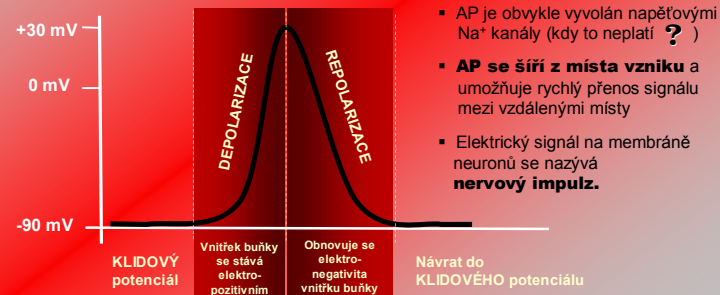 +30 mV
0 mV
-90 mV
DEPOLARIZACE
REPOLARIZACE
KLIDOVÝ
potenciál
Vnitřek buňky
se stává
elektro-
pozitivním
Obnovuje se
elektro-
negativita
vnitřku buňky
Návrat do
KLIDOVÉHO potenciálu
▪ AP je obvykle vyvolán napěťovými
Na⁺ kanály (kdy to neplatí ? )
▪ AP se šíří z místa vzniku a
umožňuje rychlý přenos signálu
mezi vzdálenými místy
▪ Elektrický signál na membráně
neuronů se nazývá
nervový impulz.